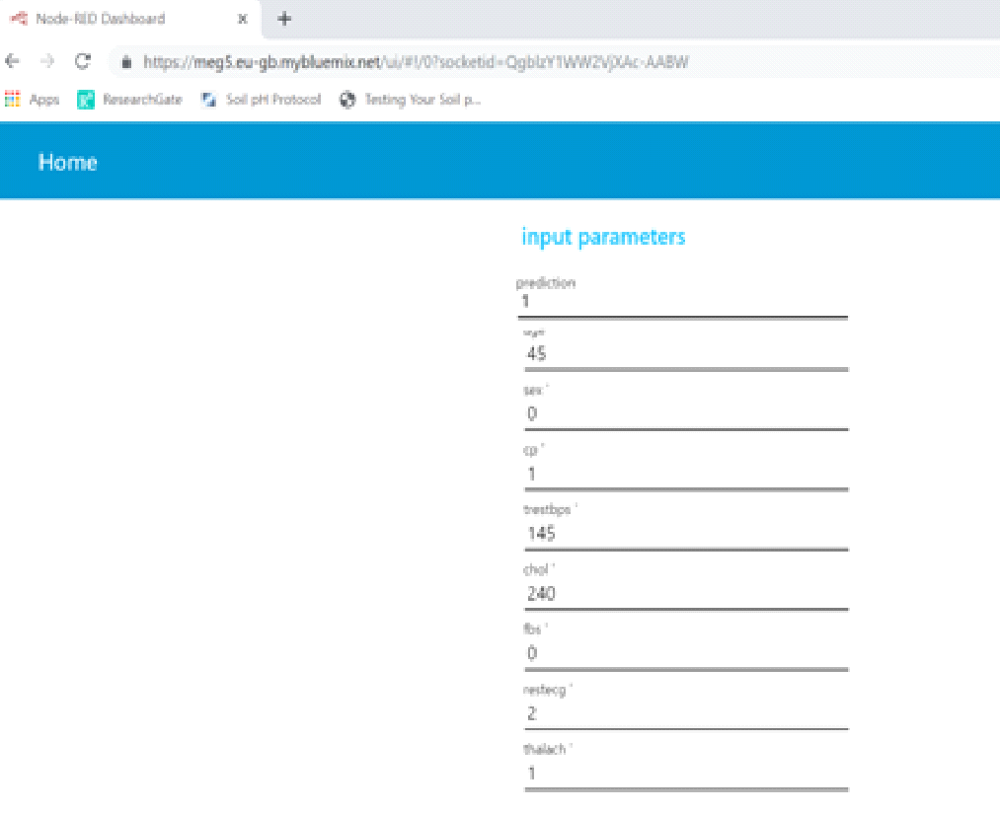 Node-RED Dashboard x +
https://meg5.eu-gb.mybluemix.net/ui/#!/0?socketid=QgblzY1WW2VjXAc-AABW
Apps ResearchGate Soil pH Protocol Testing Your Soil p...
Home
input parameters
prediction
1
45
sex *
0
cp *
1
trestbps *
145
chol *
240
fbs *
0
restecg *
2
thalach *
1